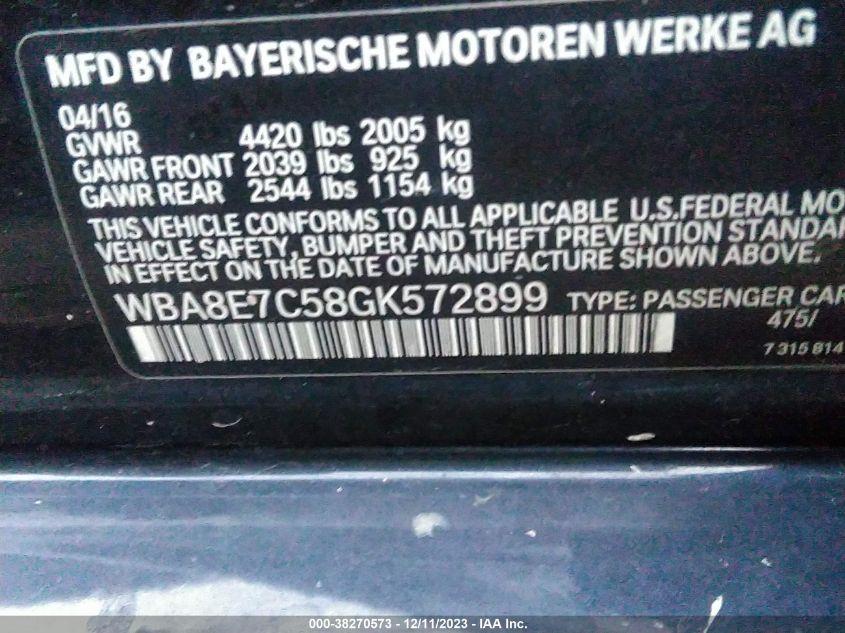 MFD BY BAYERISCHE MOTOREN WERKE AG
04/16
GVWR 4420 lbs 2005 kg
GAWR FRONT 2039 lbs 925 kg
GAWR REAR 2544 lbs 1154 kg
THIS VEHICLE CONFORMS TO ALL APPLICABLE U.S.FEDERAL MO
VEHICLE SAFETY, BUMPER AND THEFT PREVENTION STANDA
IN EFFECT ON THE DATE OF MANUFACTURE SHOWN ABOVE.
WBA8E7C58GK572899 TYPE: PASSENGER CAR
475/
7 315 814
000-38270573 - 12/11/2023 - IAA Inc.